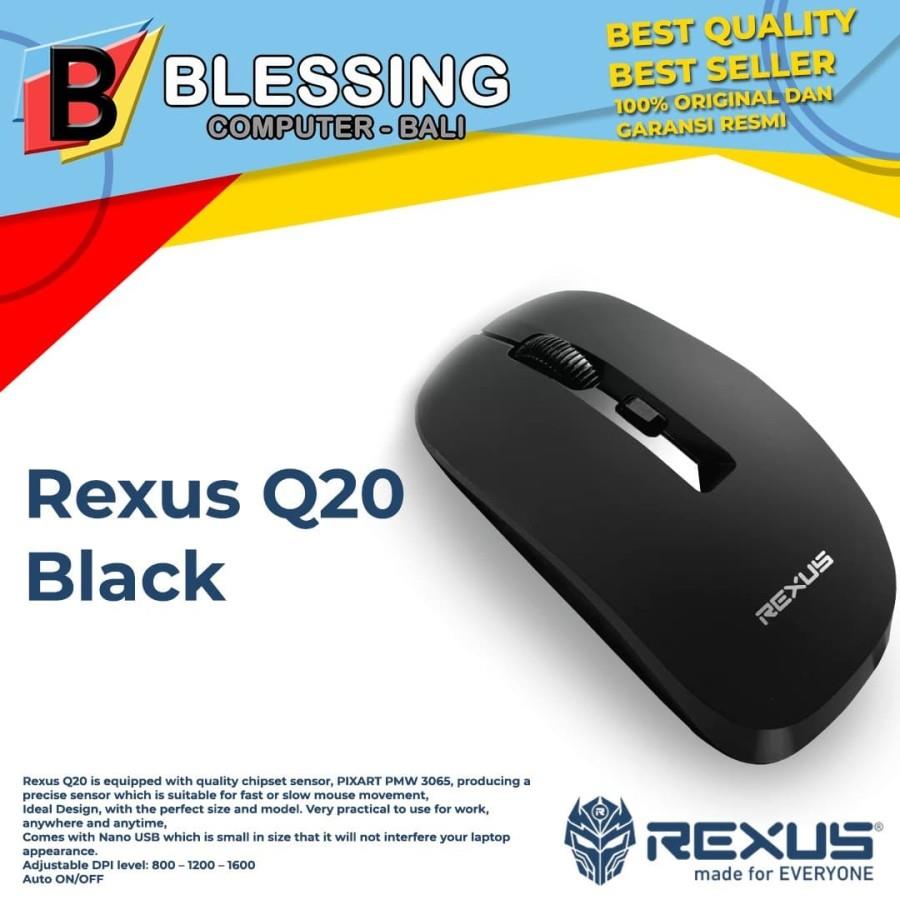 B BLESSING
COMPUTER - BALI
BEST QUALITY
BEST SELLER
100% ORIGINAL DAN
GARANSI RESMI
Rexus Q20
Black
REXUS
Rexus Q20 is equipped with quality chipset sensor, PIXART PMW 3065, producing a
precise sensor which is suitable for fast or slow mouse movement,
Ideal Design, with the perfect size and model. Very practical to use for work,
anywhere and anytime,
Comes with Nano USB which is small in size that it will not interfere your laptop
appearance.
Adjustable DPI level: 800 – 1200 – 1600
Auto ON/OFF
R
REXUS®
made for EVERYONE